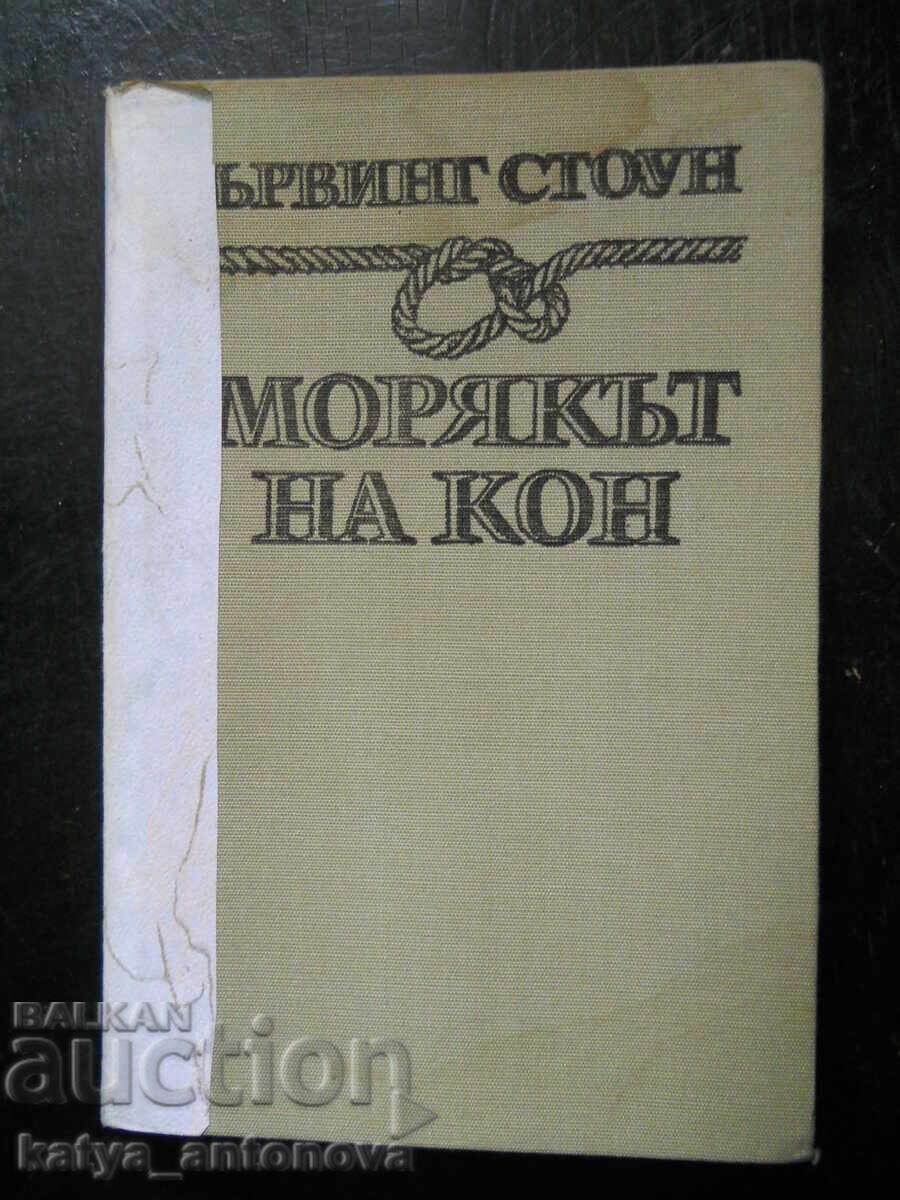 ЪРВИНГ СТОУН
МОРЯКЪТ
НА КОН
BALKAN
auction
katya_antonova